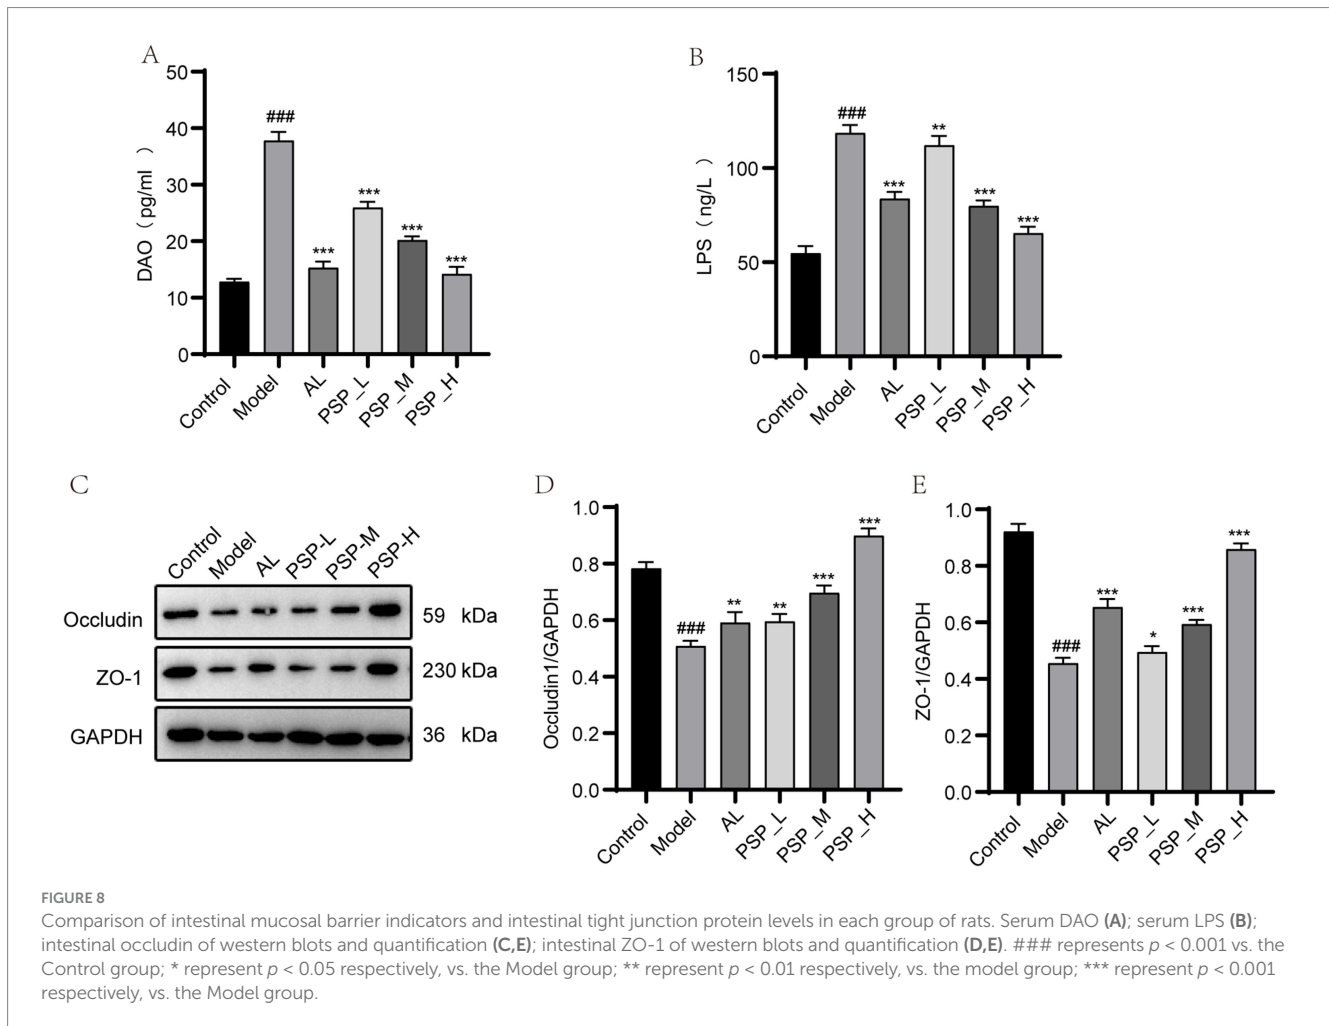 A
50
40
30
20
10
0
DAO（pg/ml ）
###
***
***
***
***
Control
Model
AL
PSP_L
PSP_M
PSP_H
B
150
100
50
0
LPS（ng/L ）
###
***
**
***
***
Control
Model
AL
PSP_L
PSP_M
PSP_H
C
Control
Model
AL
PSP-L
PSP-M
PSP-H
Occludin
59 kDa
ZO-1
230 kDa
GAPDH
36 kDa
D
1.0
0.8
0.6
0.4
0.2
0.0
Occludin1/GAPDH
###
**
**
***
***
Control
Model
AL
PSP_L
PSP_M
PSP_H
E
1.0
0.8
0.6
0.4
0.2
0.0
ZO-1/GAPDH
###
***
*
***
***
Control
Model
AL
PSP_L
PSP_M
PSP_H
FIGURE 8
Comparison of intestinal mucosal barrier indicators and intestinal tight junction protein levels in each group of rats. Serum DAO (A); serum LPS (B);
intestinal occludin of western blots and quantification (C,E); intestinal ZO-1 of western blots and quantification (D,E). ### represents p < 0.001 vs. the
Control group; * represent p < 0.05 respectively, vs. the Model group; ** represent p < 0.01 respectively, vs. the model group; *** represent p < 0.001
respectively, vs. the Model group.